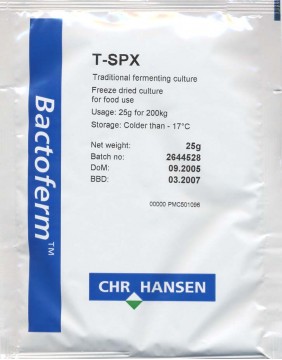 T-SPX
Traditional fermenting culture
Freeze dried culture
for food use
Usage: 25g for 200kg
Storage: Colder than - 17°C
Net weight: 25g
Batch no: 2644528
DoM: 09.2005
BBD: 03.2007
00000 PMC501096
Bactoferm™
CHR HANSEN